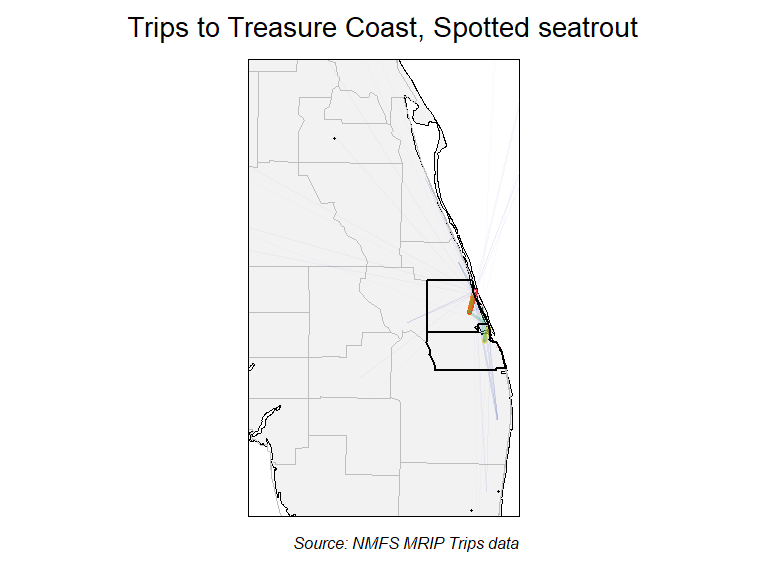 Trips to Treasure Coast, Spotted seatrout
Source: NMFS MRIP Trips data